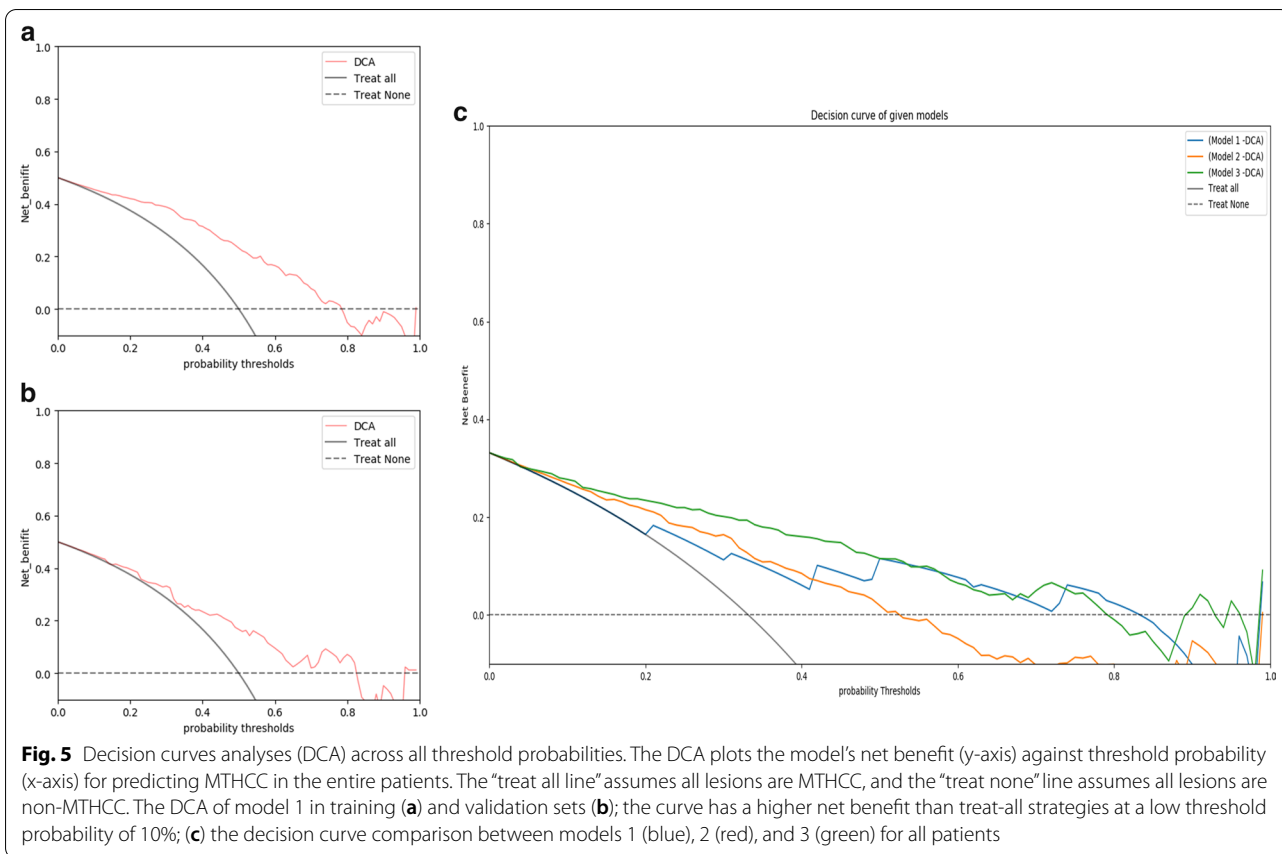 a
1.0
0.8
0.6
0.4
0.2
0.0
Net_benifit
DCA
Treat all
Treat None
0.0 0.2 0.4 0.6 0.8 1.0
probability thresholds
b
1.0
0.8
0.6
0.4
0.2
0.0
Net_benifit
DCA
Treat all
Treat None
0.0 0.2 0.4 0.6 0.8 1.0
probability thresholds
c
Decision curve of given models
1.0
0.8
0.6
0.4
0.2
0.0
Net Benefit
(Model 1 -DCA)
(Model 2 -DCA)
(Model 3 -DCA)
Treat all
Treat None
0.0 0.2 0.4 0.6 0.8 1.0
probability Thresholds
Fig. 5 Decision curves analyses (DCA) across all threshold probabilities. The DCA plots the model's net benefit (y-axis) against threshold probability
(x-axis) for predicting MTHCC in the entire patients. The "treat all line" assumes all lesions are MTHCC, and the "treat none" line assumes all lesions are
non-MTHCC. The DCA of model 1 in training (a) and validation sets (b); the curve has a higher net benefit than treat-all strategies at a low threshold
probability of 10%; (c) the decision curve comparison between models 1 (blue), 2 (red), and 3 (green) for all patients